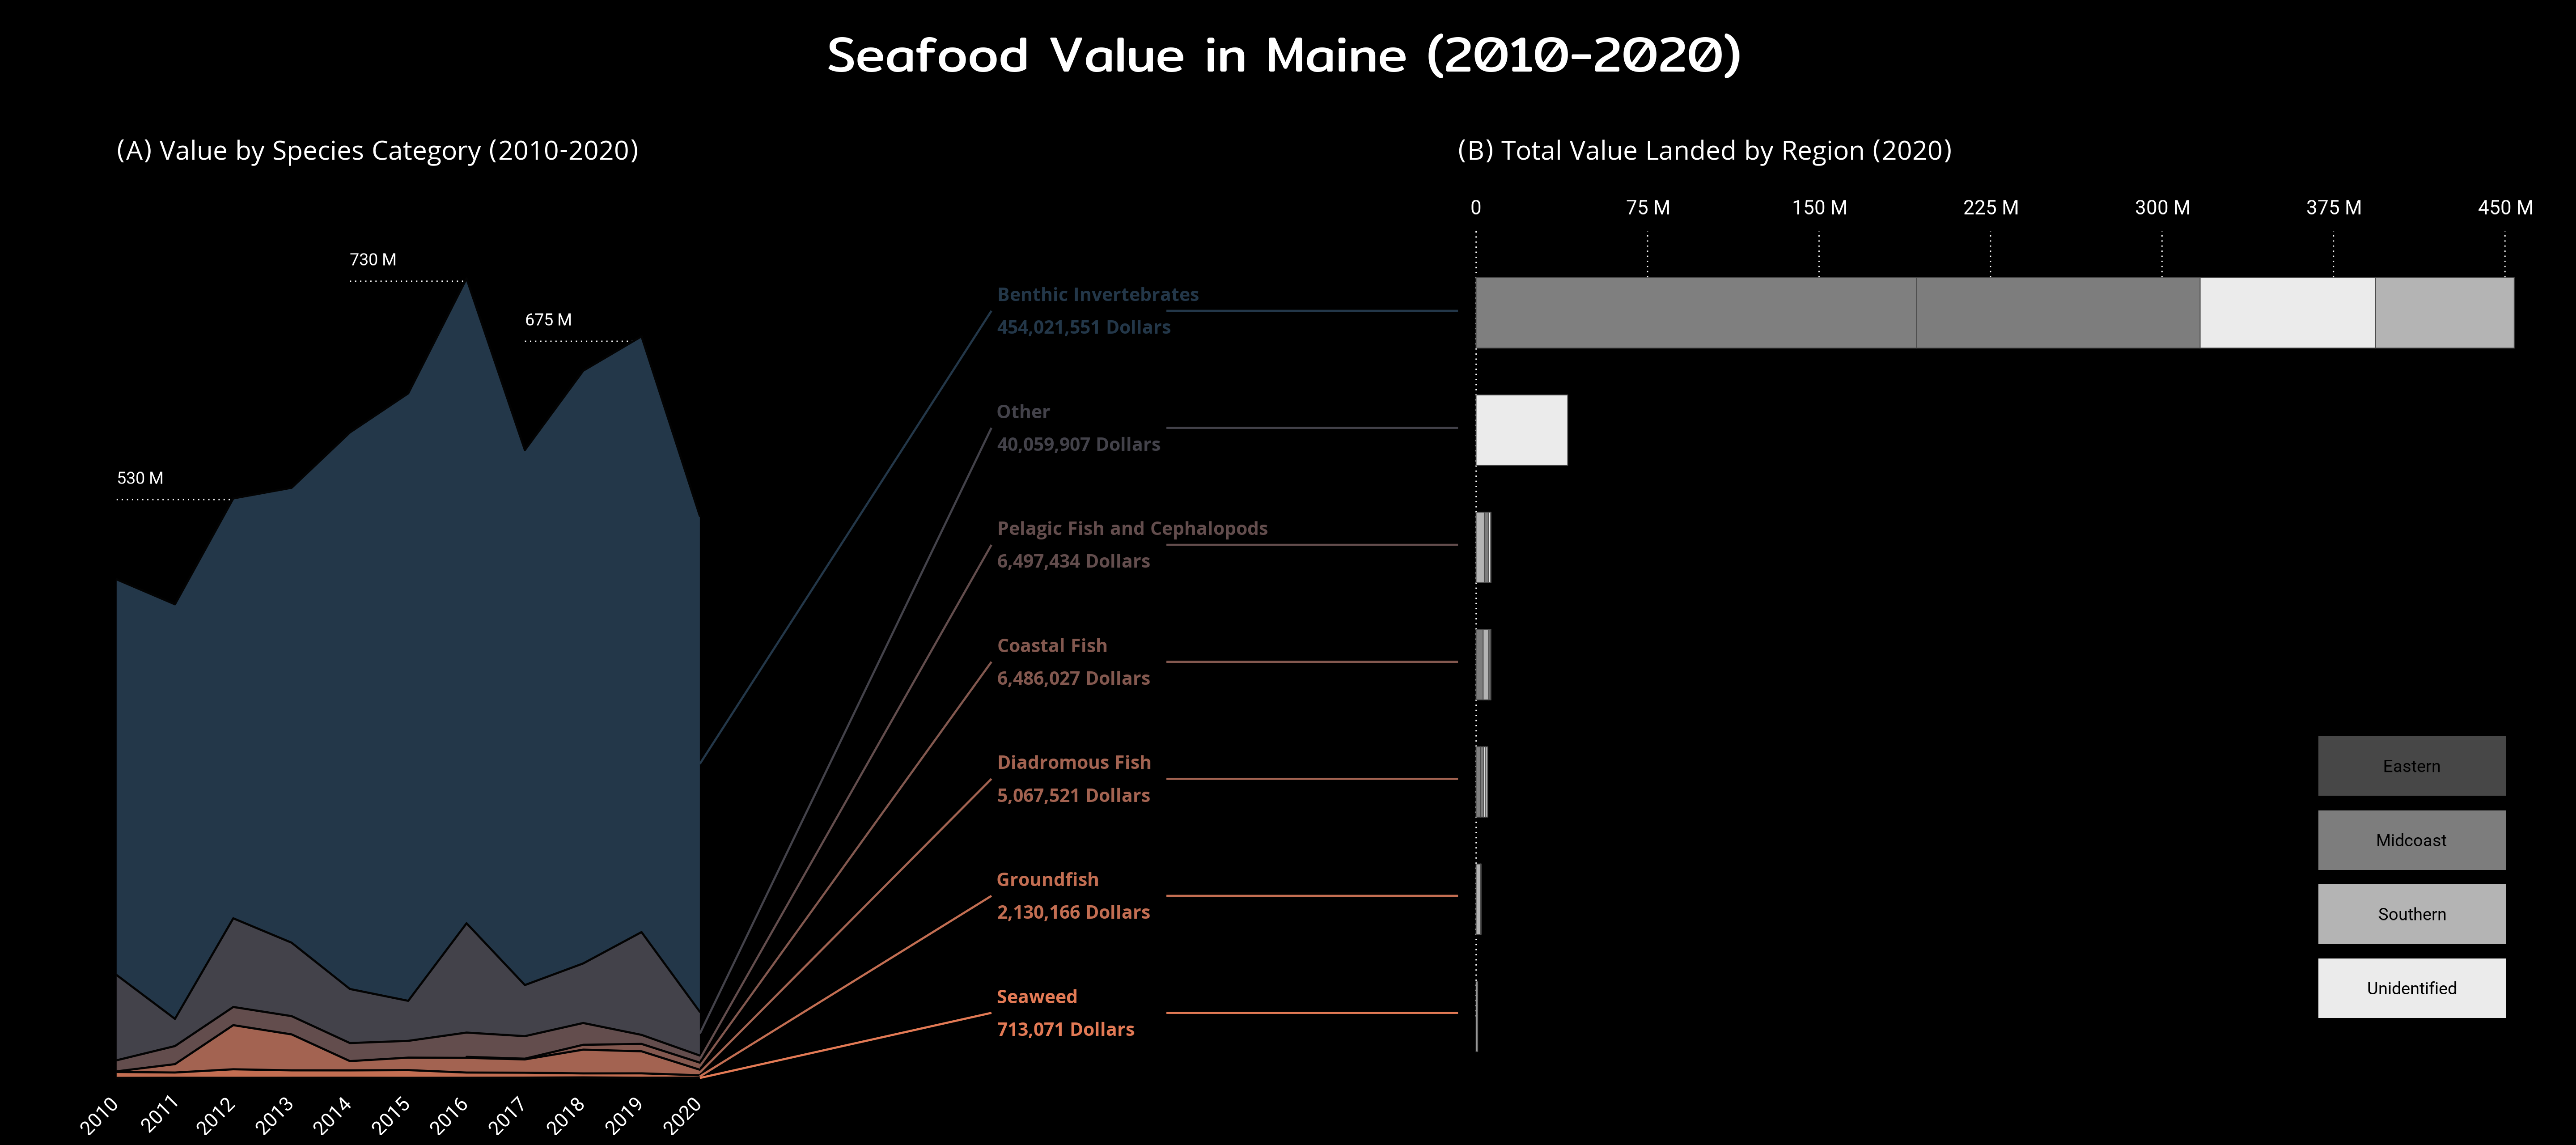 Seafood Value in Maine (2010-2020)
(A) Value by Species Category (2010-2020)
730 M
675 M
530 M
2010
2011
2012
2013
2014
2015
2016
2017
2018
2019
2020
Benthic Invertebrates
454,021,551 Dollars
Other
40,059,907 Dollars
Pelagic Fish and Cephalopods
6,497,434 Dollars
Coastal Fish
6,486,027 Dollars
Diadromous Fish
5,067,521 Dollars
Groundfish
2,130,166 Dollars
Seaweed
713,071 Dollars
(B) Total Value Landed by Region (2020)
0 75 M 150 M 225 M 300 M 375 M 450 M
Eastern
Midcoast
Southern
Unidentified